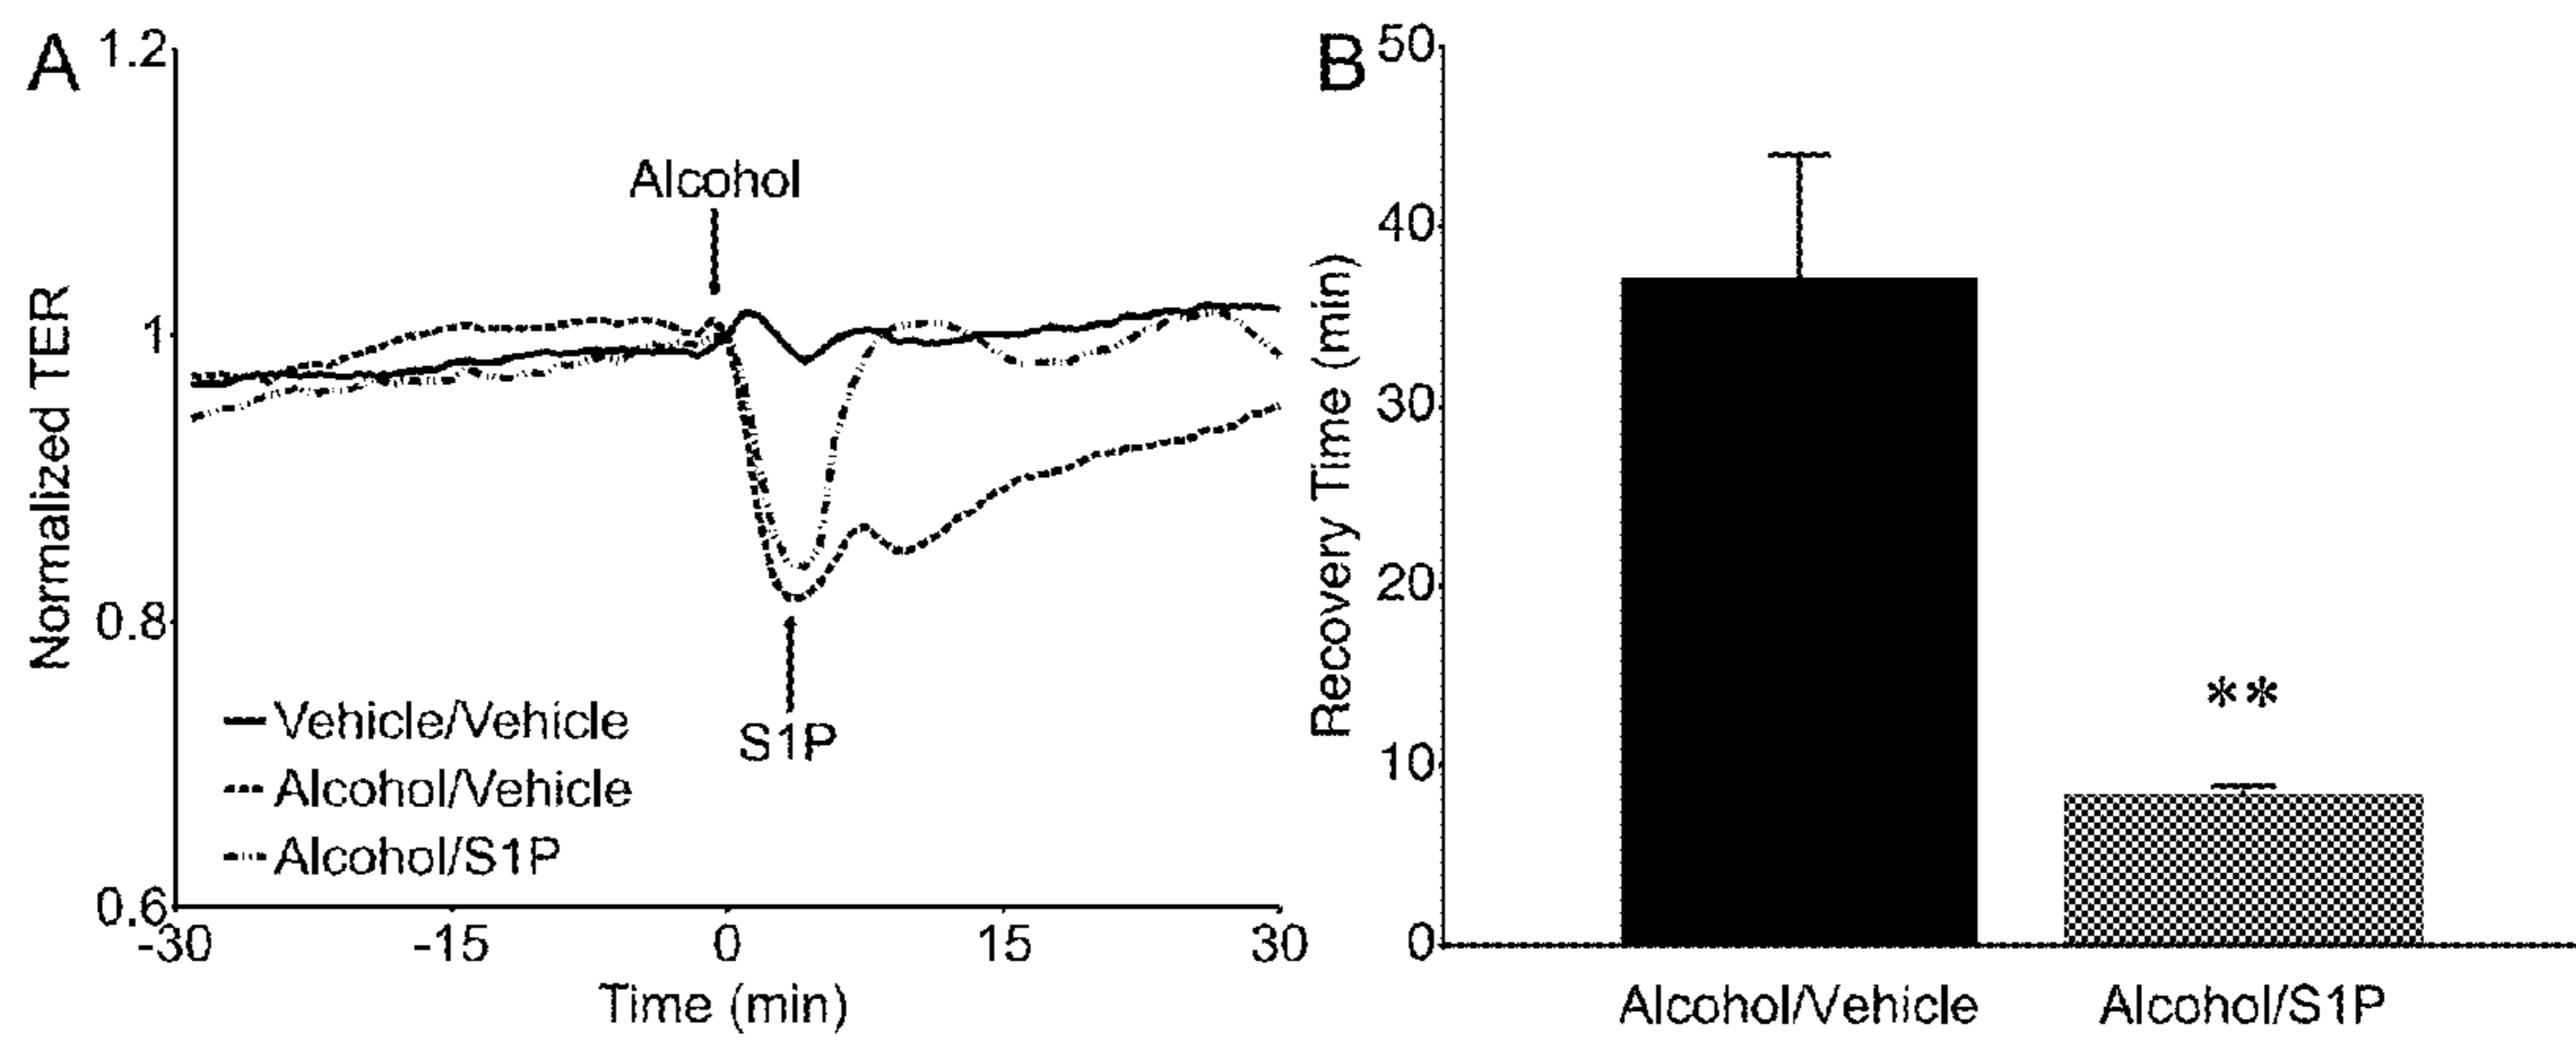 A
1.2
1
0.8
0.6
Normalized TER
Alcohol
S1P
Vehicle/Vehicle
Alcohol/Vehicle
Alcohol/S1P
-30
-15
0
15
30
Time (min)
B
50
40
30
20
10
0
Recovery Time (min)
**
Alcohol/Vehicle
Alcohol/S1P